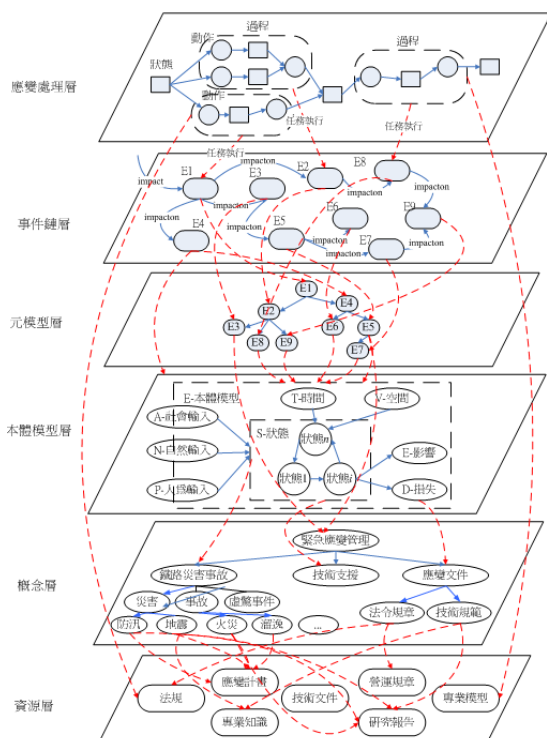 過程
動作
過程
狀態
應變處理層
動作
任務執行
任務執行
任務執行
E8
E3
impacton
E2
impact
E1
impacton
impacton
impacton
E6
E9
事件鏈層
impacton
E5
E4
impacton
E7
impacton
E1
E4
E2
元模型層
E3
E6
E5
E8
E9
E7
E-本體模型
T-時間
V-空間
A-社會輸入
S-狀態
本體模型層
狀態n
N-自然輸入
E-影響
狀態1
狀態i
P-人為輸入
D-損失
緊急應變管理
鐵路災害事故
技術支援
應變文件
概念層
災害
事故
虛驚事件
法令規章
技術規範
防汛
地震
火災
溜逸
...
應變計畫
營運規章
法規
技術文件
專業模型
資源層
專業知識
研究報告